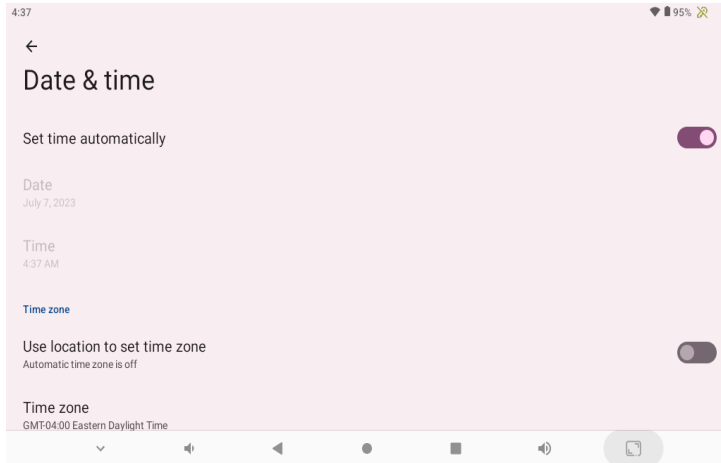 4:37
95%
Date & time
Set time automatically
Date
July 7, 2023
Time
4:37 AM
Time zone
Use location to set time zone
Automatic time zone is off
Time zone
GMT-04:00 Eastern Daylight Time